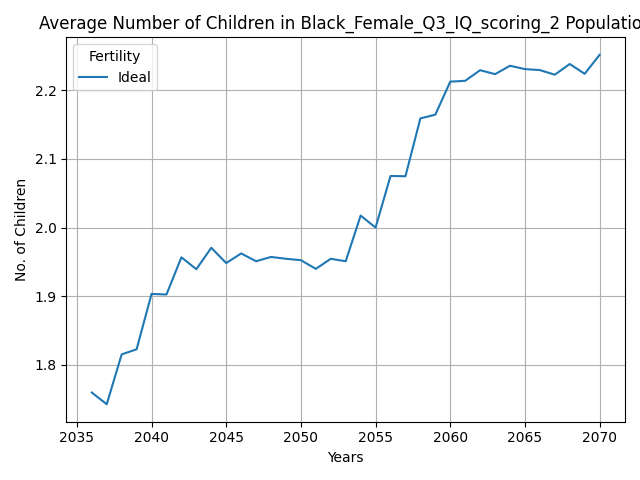 Average Number of Children in Black_Female_Q3_IQ_scoring_2 Populatio
Fertility
Ideal
No. of Children
2.2
2.1
2.0
1.9
1.8
2035 2040 2045 2050 2055 2060 2065 2070
Years